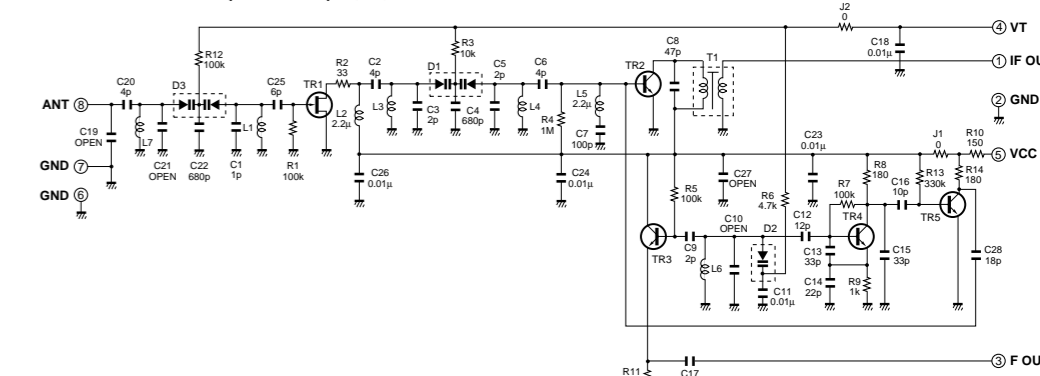 J2
0
④ VT
R12
100k
R3
10k
C8
47p
T1
C18
0.01μ
① IF OU
C20
4p
D3
C25
6p
TR1
R2
33
C2
4p
D1
C5
2p
C6
4p
TR2
ANT ⑧
L2
2.2μ
L3
C3
2p
C4
680p
L4
R4
1M
L5
2.2μ
C7
100p
② GND
C19
OPEN
L7
C21
OPEN
C22
680p
C1
1p
L1
R1
100k
C23
0.01μ
J1
0
R10
150
⑤ VCC
GND ⑦
GND ⑥
C26
0.01μ
C24
0.01μ
R5
100k
C27
OPEN
R6
4.7k
R8
180
R7
100k
C16
10p
R13
330k
R14
180
TR3
C9
2p
L6
C10
OPEN
D2
C12
12p
TR4
TR5
C13
33p
C14
22p
R9
1k
C15
33p
C28
18p
C11
0.01μ
R11
C17
③ F OU